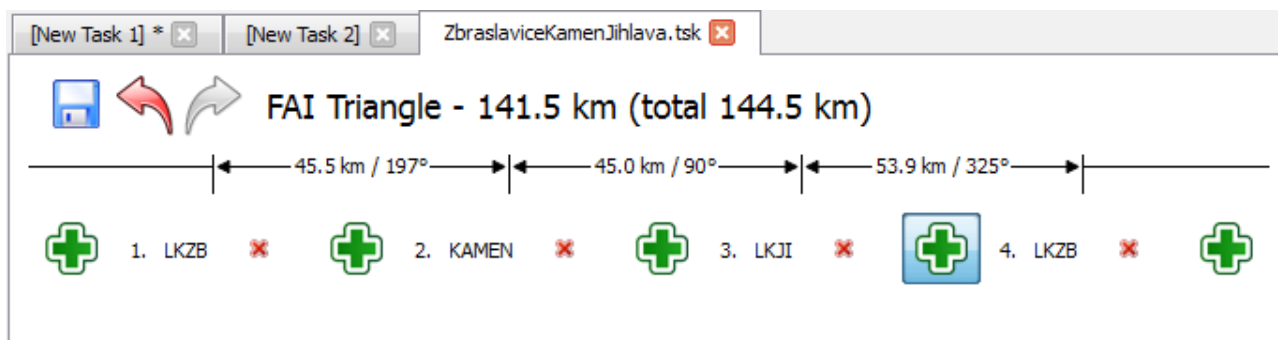 [New Task 1] * [New Task 2] ZbraslaviceKamenJihlava.tsk
FAI Triangle - 141.5 km (total 144.5 km)
45.5 km / 197° 45.0 km / 90° 53.9 km / 325°
1. LKZB 2. KAMEN 3. LKJI 4. LKZB